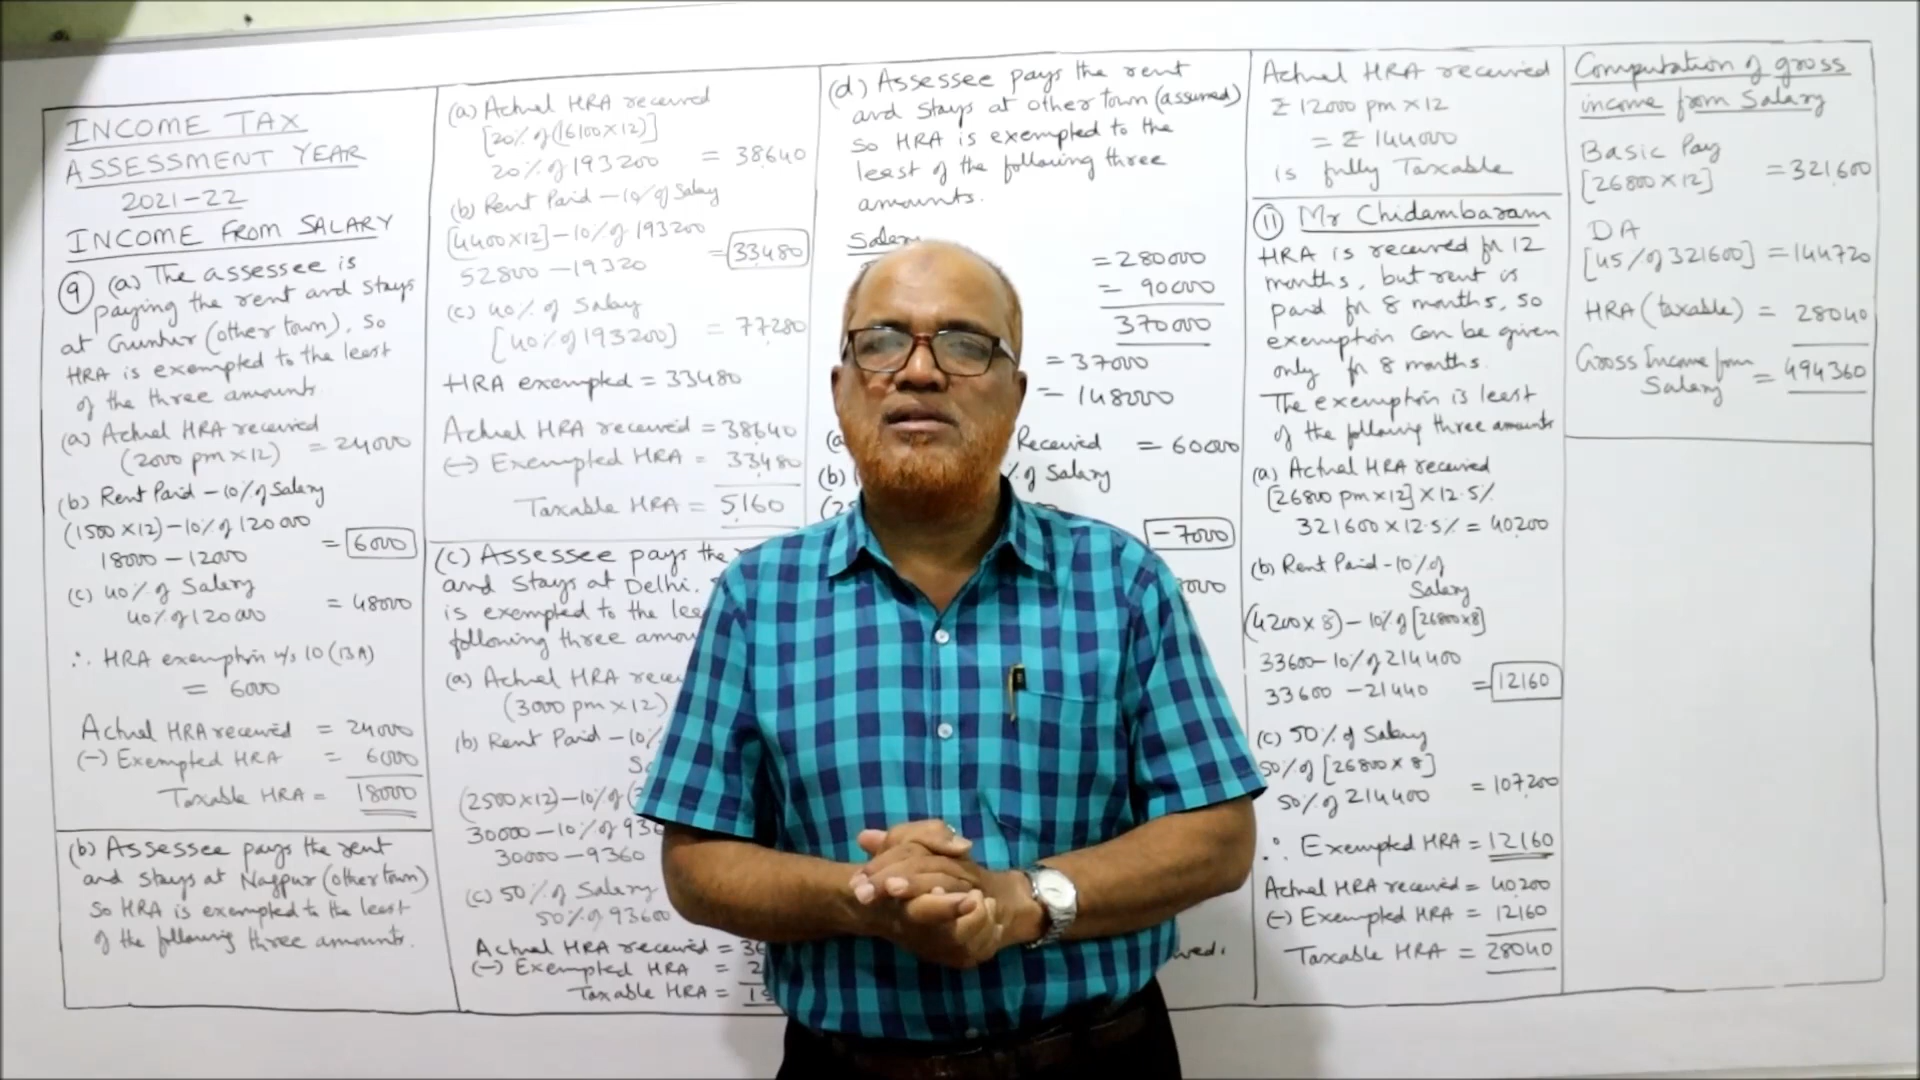 INCOME TAX
ASSESSMENT YEAR
2021-22
INCOME FROM SALARY
9 (a) The assessee is
paying the rent and stays
at Guntur (other town). So
HRA is exempted to the least
of the three amounts.
(a) Actual HRA received
(2000 pm×12) = 24000
(b) Rent Paid - 10% of Salary
(1500×12) - 10% of 120000
18000 - 12000 = 6000
(c) 40% of Salary
40% of 120000 = 48000
∴ HRA exemption u/s 10(13A)
= 6000
Actual HRA received = 24000
(-) Exempted HRA = 6000
Taxable HRA = 18000
(b) Assessee pays the rent
and stays at Nagpur (other town)
So HRA is exempted to the least
of the following three amounts.
(a) Actual HRA received
[20% of (16100×12)]
20% of 193200 = 38640
(b) Rent Paid - 10% of Salary
[4400×12] - 10% of 193200
52800 - 19320 = 33480
(c) 40% of Salary
[40% of 193200] = 77280
HRA exempted = 33480
Actual HRA received = 38640
(-) Exempted HRA = 33480
Taxable HRA = 5160
(c) Assessee pays the
and stays at Delhi.
is exempted to the
following three
(a) Actual HRA
(3000 pm×12)
(b) Rent Paid - 10%
(2500×12) - 10% of
30000 - 10% of
30000 - 9360
(c) 50% of Salary
50% of 93600
Actual HRA received =
(-) Exempted HRA =
Taxable HRA =
(d) Assessee pays the rent
and stays at other town (assumed)
So HRA is exempted to the
least of the following three
amounts.
Salary
= 280000
= 90000
370000
= 37000
= 148000
(a Received = 60000
(b) % of Salary
-7000
Actual HRA received
₹ 12000 pm×12
= ₹ 144000
is fully Taxable
11 Mr Chidambaram
HRA is received for 12
months, but rent is
paid for 8 months, so
exemption can be given
only for 8 months.
The exemption is least
of the following three amounts
(a) Actual HRA received
[26800 pm×12]×12.5%
321600×12.5% = 40200
(b) Rent Paid - 10% of
Salary
(4200×8) - 10% of [26800×8]
33600 - 10% of 214400
33600 - 21440 = 12160
(c) 50% of Salary
50% of [26800×8]
50% of 214400 = 107200
∴ Exempted HRA = 12160
Actual HRA received = 40200
(-) Exempted HRA = 12160
Taxable HRA = 28040
Computation of gross
income from Salary
Basic Pay
[26800×12] = 321600
DA
[45% of 321600] = 144720
HRA (taxable) = 28040
Gross Income from
Salary = 494360